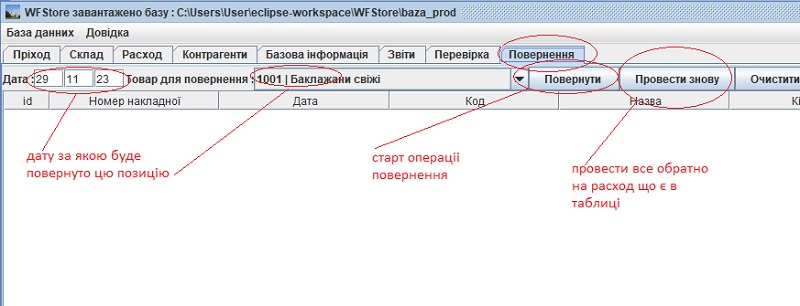 WFStore завантажено базу : C:\Users\User\eclipse-workspace\WFStore\baza_prod
База данних Довідка
Пріход Склад Расход Контрагенти Базова інформація Звіти Перевірка Повернення
Дата : 29 11 23 Товар для повернення : 1001 | Баклажани свіжі Повернути Провести знову Очистити
id Номер накладної Дата Код Назва Кі
дату за якою буде
повернуто цю позицію
старт операції
повернення
провести все обратно
на расход що є в
таблиці